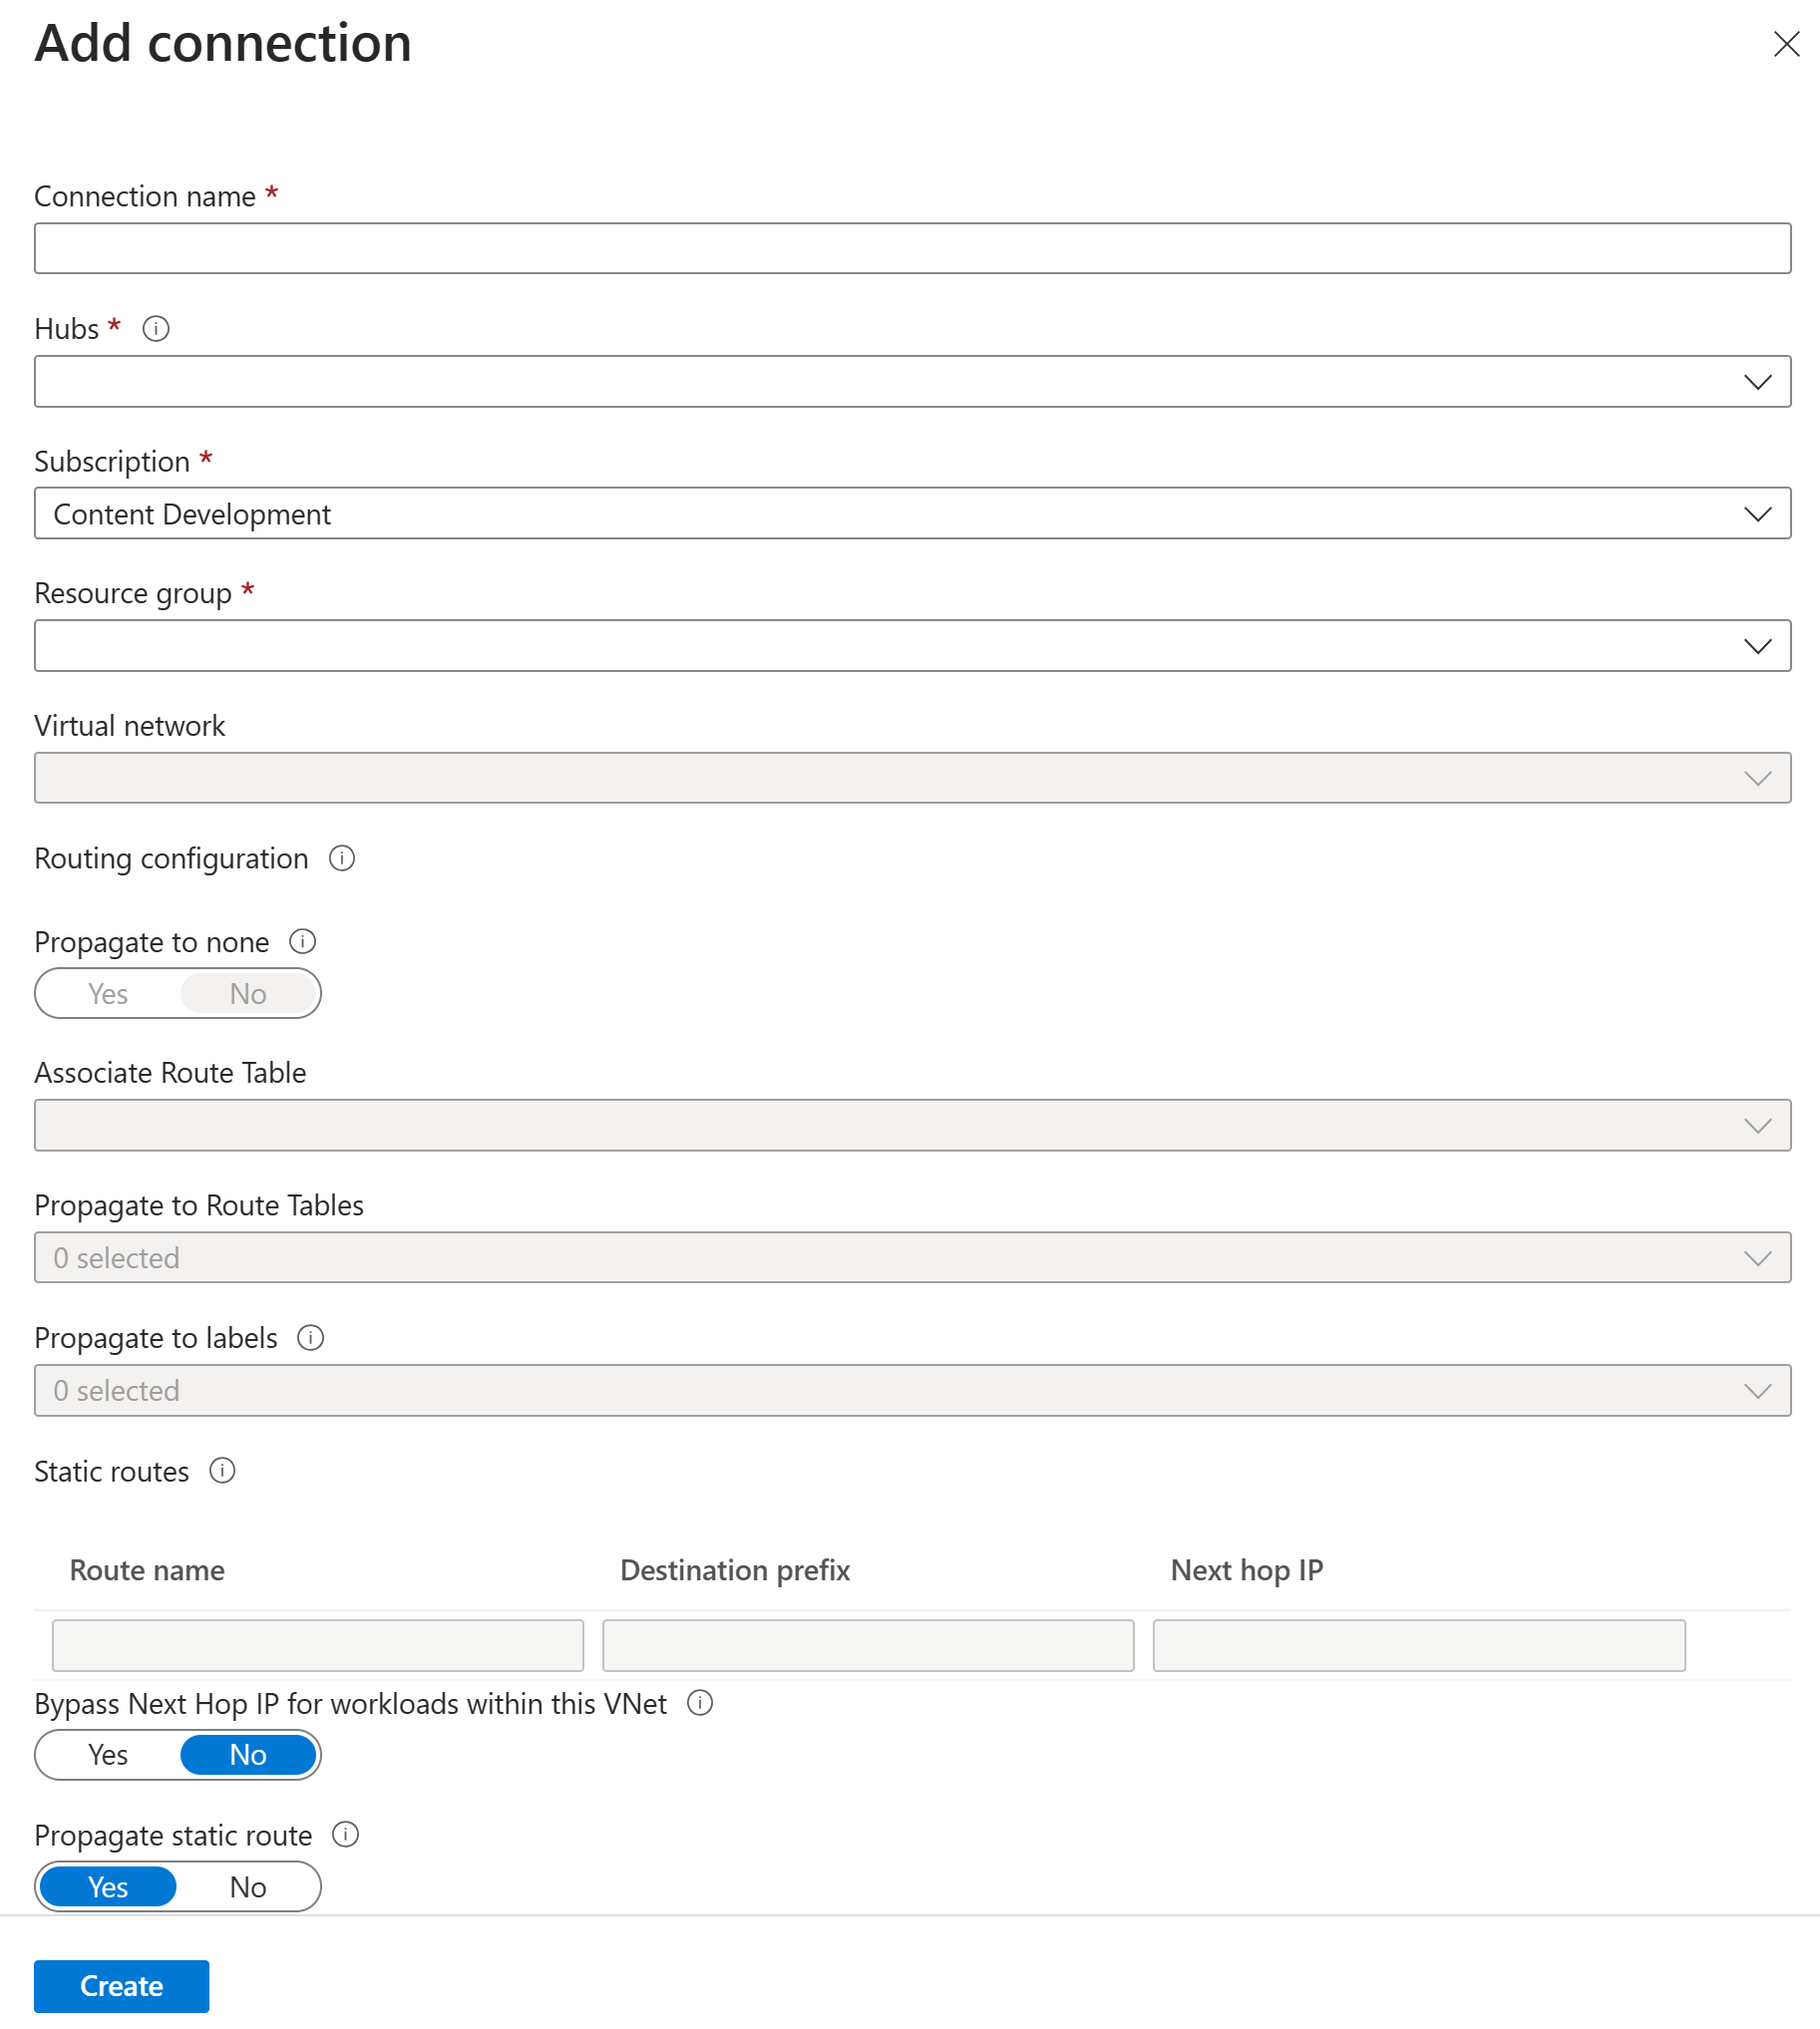 Add connection
Connection name *
Hubs *
Subscription *
Content Development
Resource group *
Virtual network
Routing configuration
Propagate to none
Yes No
Associate Route Table
Propagate to Route Tables
0 selected
Propagate to labels
0 selected
Static routes
Route name Destination prefix Next hop IP
Bypass Next Hop IP for workloads within this VNet
Yes No
Propagate static route
Yes No
Create